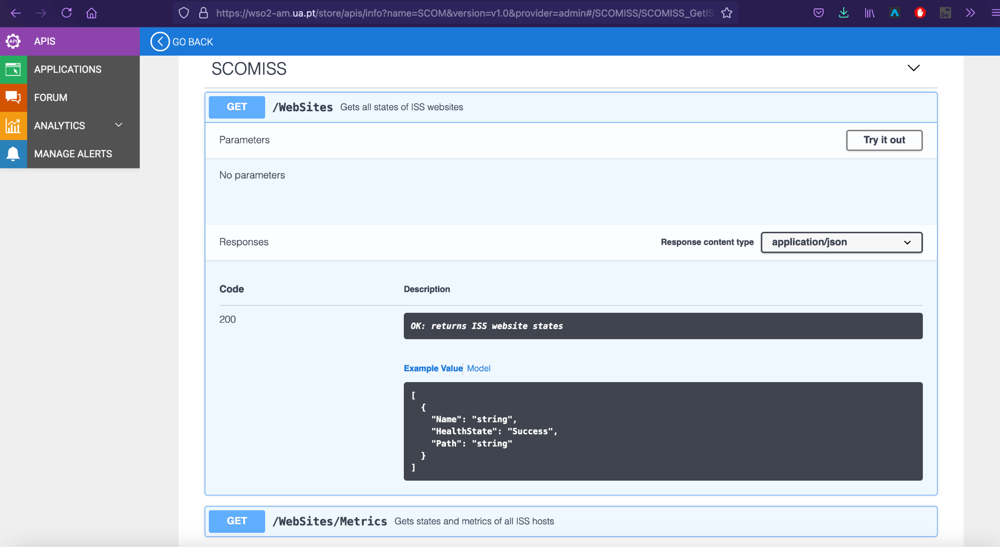 https://wso2-am.ua.pt/store/apis/info?name=SCOM&version=v1.0&provider=admin#/SCOMISS/SCOMISS_GetIS
Se
API
APIS
GO BACK
APPLICATIONS
FORUM
ANALYTICS
MANAGE ALERTS
SCOMISS
GET /WebSites Gets all states of ISS websites
Parameters
Try it out
No parameters
Responses
Response content type application/json
Code Description
200
OK: returns ISS website states
Example Value Model
[
{
"Name": "string",
"HealthState": "Success",
"Path": "string"
}
]
GET /WebSites/Metrics Gets states and metrics of all ISS hosts